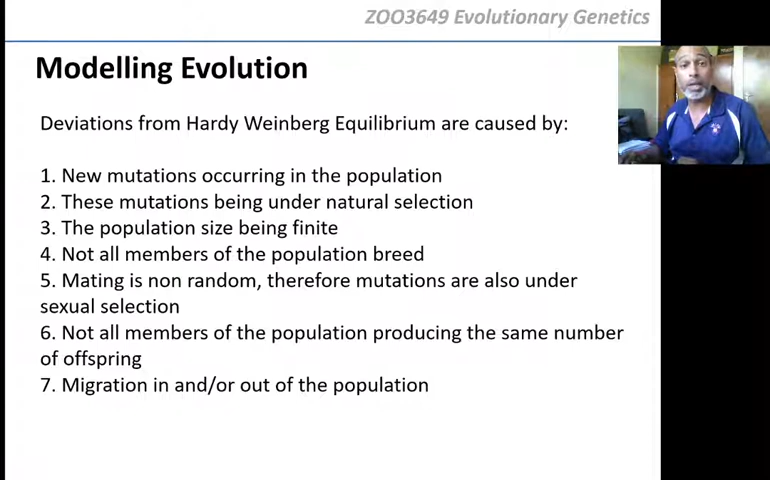 ZOO3649 Evolutionary Genetics
Modelling Evolution
Deviations from Hardy Weinberg Equilibrium are caused by:
1. New mutations occurring in the population
2. These mutations being under natural selection
3. The population size being finite
4. Not all members of the population breed
5. Mating is non random, therefore mutations are also under
sexual selection
6. Not all members of the population producing the same number
of offspring
7. Migration in and/or out of the population